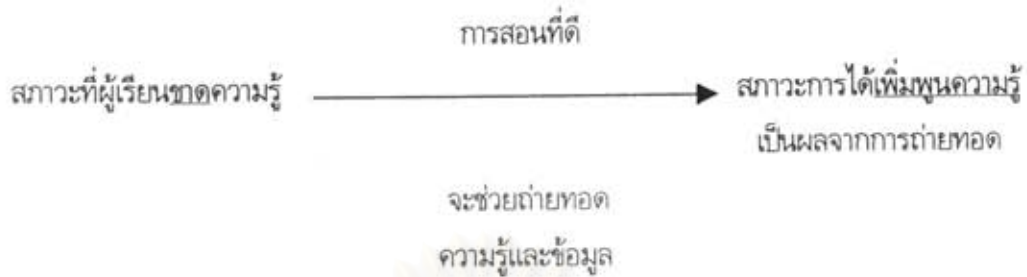 การสอนที่ดี
สภาวะที่ผู้เรียนขาดความรู้
สภาวะการได้เพิ่มพูนความรู้
เป็นผลจากการถ่ายทอด
จะช่วยถ่ายทอด
ความรู้และข้อมูล